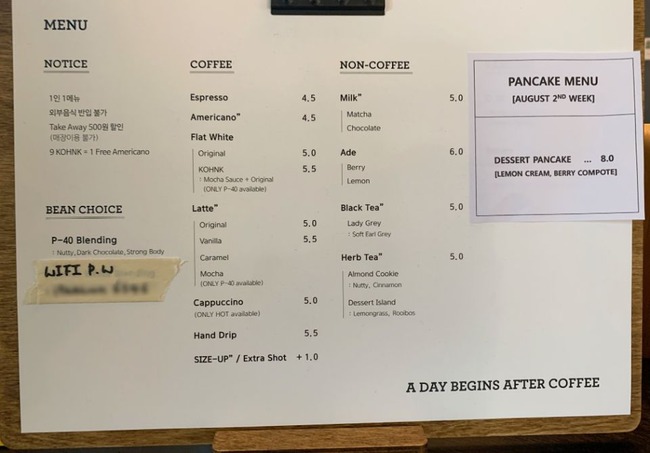 MENU
NOTICE
1인 1메뉴
외부음식 반입 불가
Take Away 500원 할인
(매장이용 불가)
9 KOHNK = 1 Free Americano
BEAN CHOICE
P-40 Blending
: Nutty, Dark Chocolate, Strong Body
WIFI P.W
COFFEE
Espresso 4.5
Americano" 4.5
Flat White
Original 5.0
KOHNK 5.5
: Mocha Sauce + Original
(ONLY P-40 available)
Latte"
Original 5.0
Vanilla 5.5
Caramel
Mocha
(ONLY P-40 available)
Cappuccino 5.0
(ONLY HOT available)
Hand Drip 5.5
SIZE-UP" / Extra Shot + 1.0
NON-COFFEE
Milk" 5.0
Matcha
Chocolate
Ade 6.0
Berry
Lemon
Black Tea" 5.0
Lady Grey
: Soft Earl Grey
Herb Tea" 5.0
Almond Cookie
: Nutty, Cinnamon
Dessert Island
: Lemongrass, Rooibos
PANCAKE MENU
[AUGUST 2ND WEEK]
DESSERT PANCAKE ... 8.0
[LEMON CREAM, BERRY COMPOTE]
A DAY BEGINS AFTER COFFEE